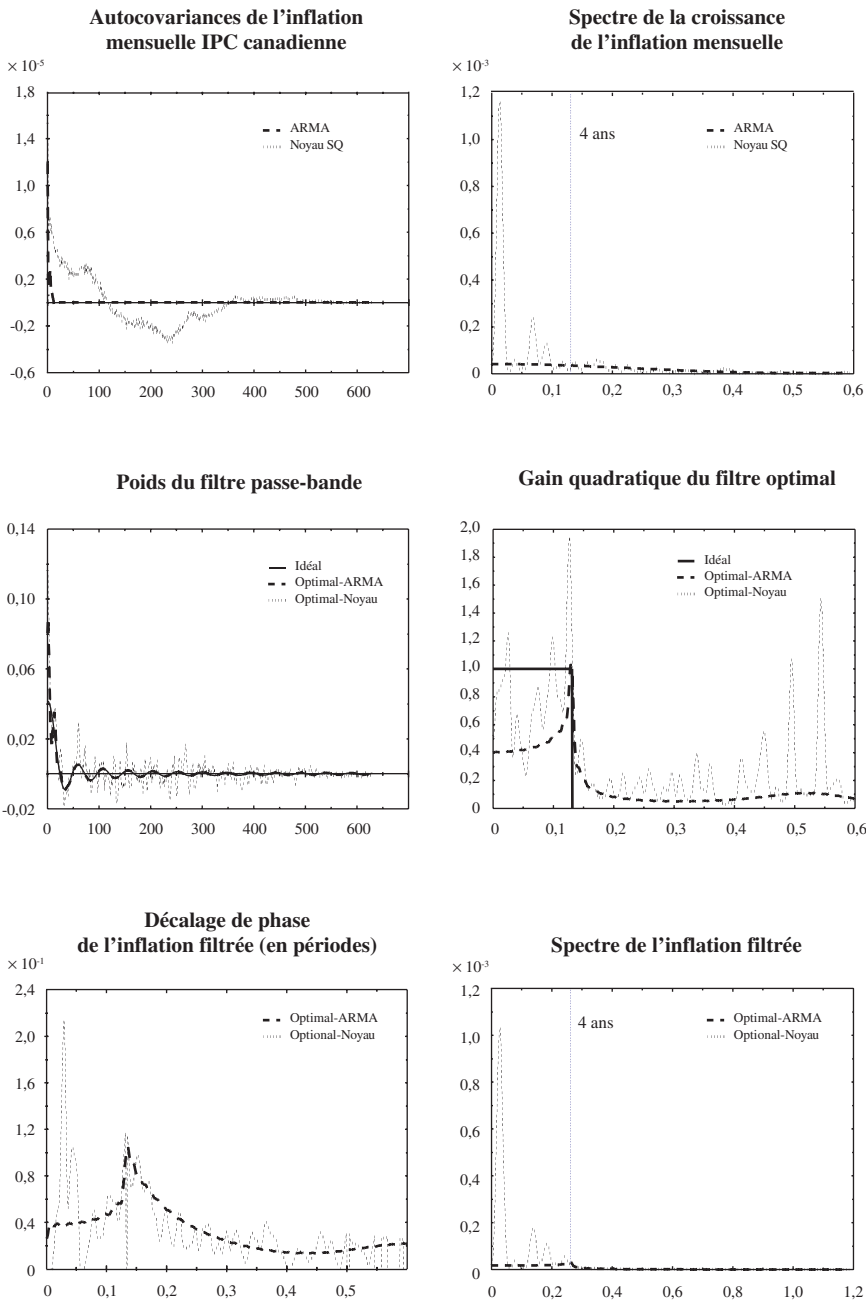 Autocovariances de l’inflation
mensuelle IPC canadienne
× 10-5
1,8
1,4
1,0
0,6
0,2
-0,2
-0,6
ARMA
Noyau SQ
0 100 200 300 400 500 600
Spectre de la croissance
de l’inflation mensuelle
× 10-3
1,2
1,0
0,8
0,6
0,4
0,2
0
4 ans
ARMA
Noyau SQ
0 0,1 0,2 0,3 0,4 0,5 0,6
Poids du filtre passe-bande
0,14
0,10
0,06
0,02
-0,02
Idéal
Optimal-ARMA
Optimal-Noyau
0 100 200 300 400 500 600
Gain quadratique du filtre optimal
2,0
1,8
1,6
1,4
1,2
1,0
0,8
0,6
0,4
0,2
0
Idéal
Optimal-ARMA
Optimal-Noyau
0 0,1 0,2 0,3 0,4 0,5 0,6
Décalage de phase
de l’inflation filtrée (en périodes)
× 10-1
2,4
2,0
1,6
1,2
0,8
0,4
0
Optimal-ARMA
Optional-Noyau
0 0,1 0,2 0,3 0,4 0,5
Spectre de l’inflation filtrée
× 10-3
1,2
1,0
0,8
0,6
0,4
0,2
0
4 ans
Optimal-ARMA
Optional-Noyau
0 0,2 0,4 0,6 0,8 1,0 1,2